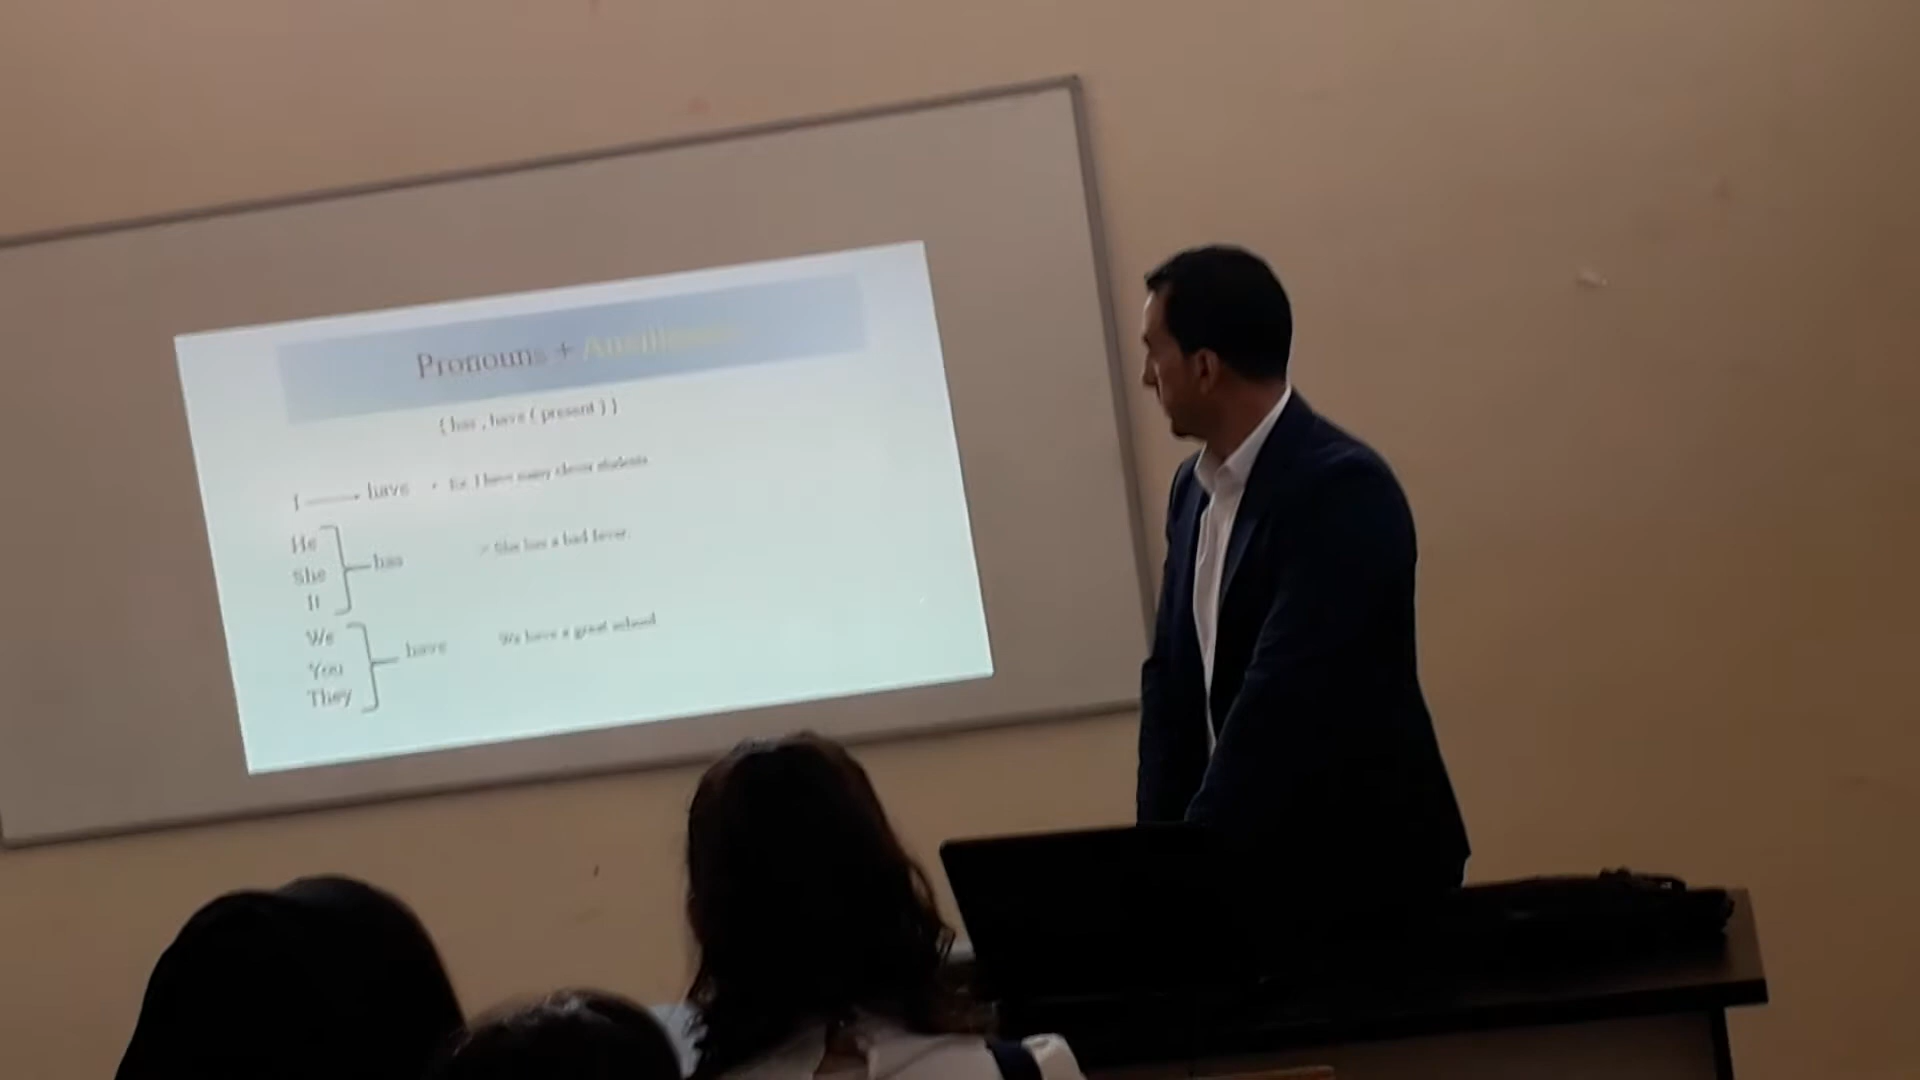 Pronouns + Auxiliaries
{ has , have ( present ) }
I have • Ex: I have many clever students
He
She has She has a bad fever.
It
We
You have We have a great school
They